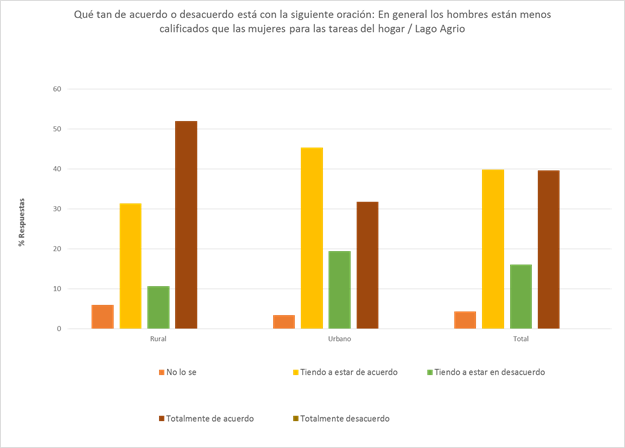 Qué tan de acuerdo o desacuerdo está con la siguiente oración: En general los hombres están menos
calificados que las mujeres para las tareas del hogar / Lago Agrio
60
50
40
30
20
10
0
% Respuestas
Rural
Urbano
Total
No lo se
Tiendo a estar de acuerdo
Tiendo a estar en desacuerdo
Totalmente de acuerdo
Totalmente desacuerdo